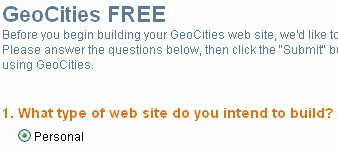 GeoCities FREE
Before you begin building your GeoCities web site, we'd like to
Please answer the questions below, then click the "Submit"
using GeoCities.
1. What type of web site do you intend to build?
Personal